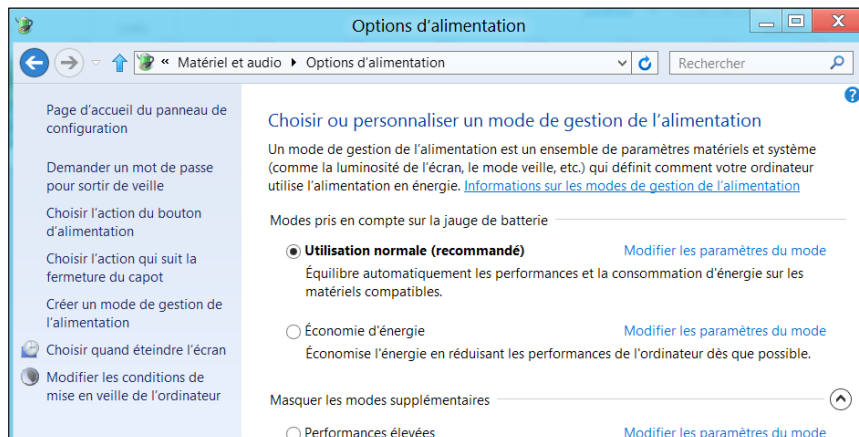 Options d'alimentation
« Matériel et audio ▸ Options d'alimentation
Rechercher
Page d'accueil du panneau de
configuration
Demander un mot de passe
pour sortir de veille
Choisir l'action du bouton
d'alimentation
Choisir l'action qui suit la
fermeture du capot
Créer un mode de gestion de
l'alimentation
Choisir quand éteindre l'écran
Modifier les conditions de
mise en veille de l'ordinateur
Choisir ou personnaliser un mode de gestion de l'alimentation
Un mode de gestion de l'alimentation est un ensemble de paramètres matériels et système
(comme la luminosité de l'écran, le mode veille, etc.) qui définit comment votre ordinateur
utilise l'alimentation en énergie. Informations sur les modes de gestion de l'alimentation
Modes pris en compte sur la jauge de batterie
Utilisation normale (recommandé) Modifier les paramètres du mode
Équilibre automatiquement les performances et la consommation d'énergie sur les
matériels compatibles.
Économie d'énergie Modifier les paramètres du mode
Économise l'énergie en réduisant les performances de l'ordinateur dès que possible.
Masquer les modes supplémentaires
Performances élevées Modifier les paramètres du mode